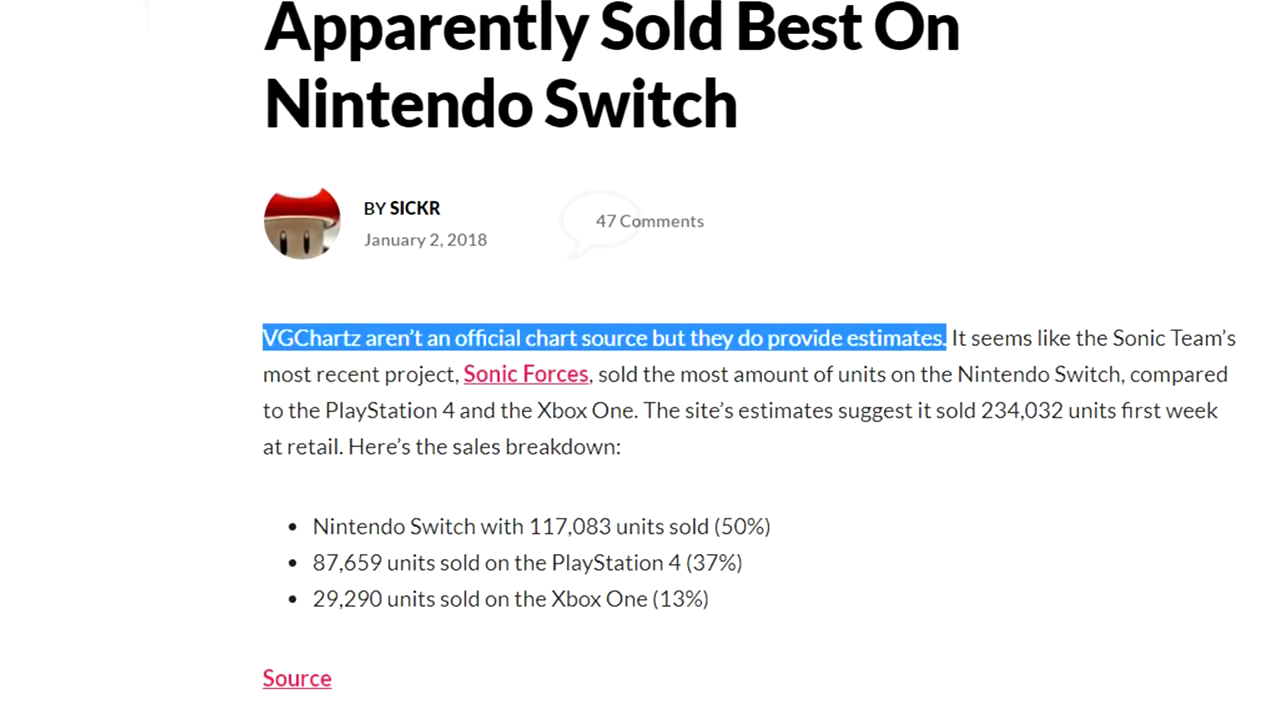 Apparently Sold Best On
Nintendo Switch
BY SICKR
January 2, 2018
47 Comments
VGChartz aren't an official chart source but they do provide estimates. It seems like the Sonic Team's
most recent project, Sonic Forces, sold the most amount of units on the Nintendo Switch, compared
to the PlayStation 4 and the Xbox One. The site's estimates suggest it sold 234,032 units first week
at retail. Here's the sales breakdown:
• Nintendo Switch with 117,083 units sold (50%)
• 87,659 units sold on the PlayStation 4 (37%)
• 29,290 units sold on the Xbox One (13%)
Source